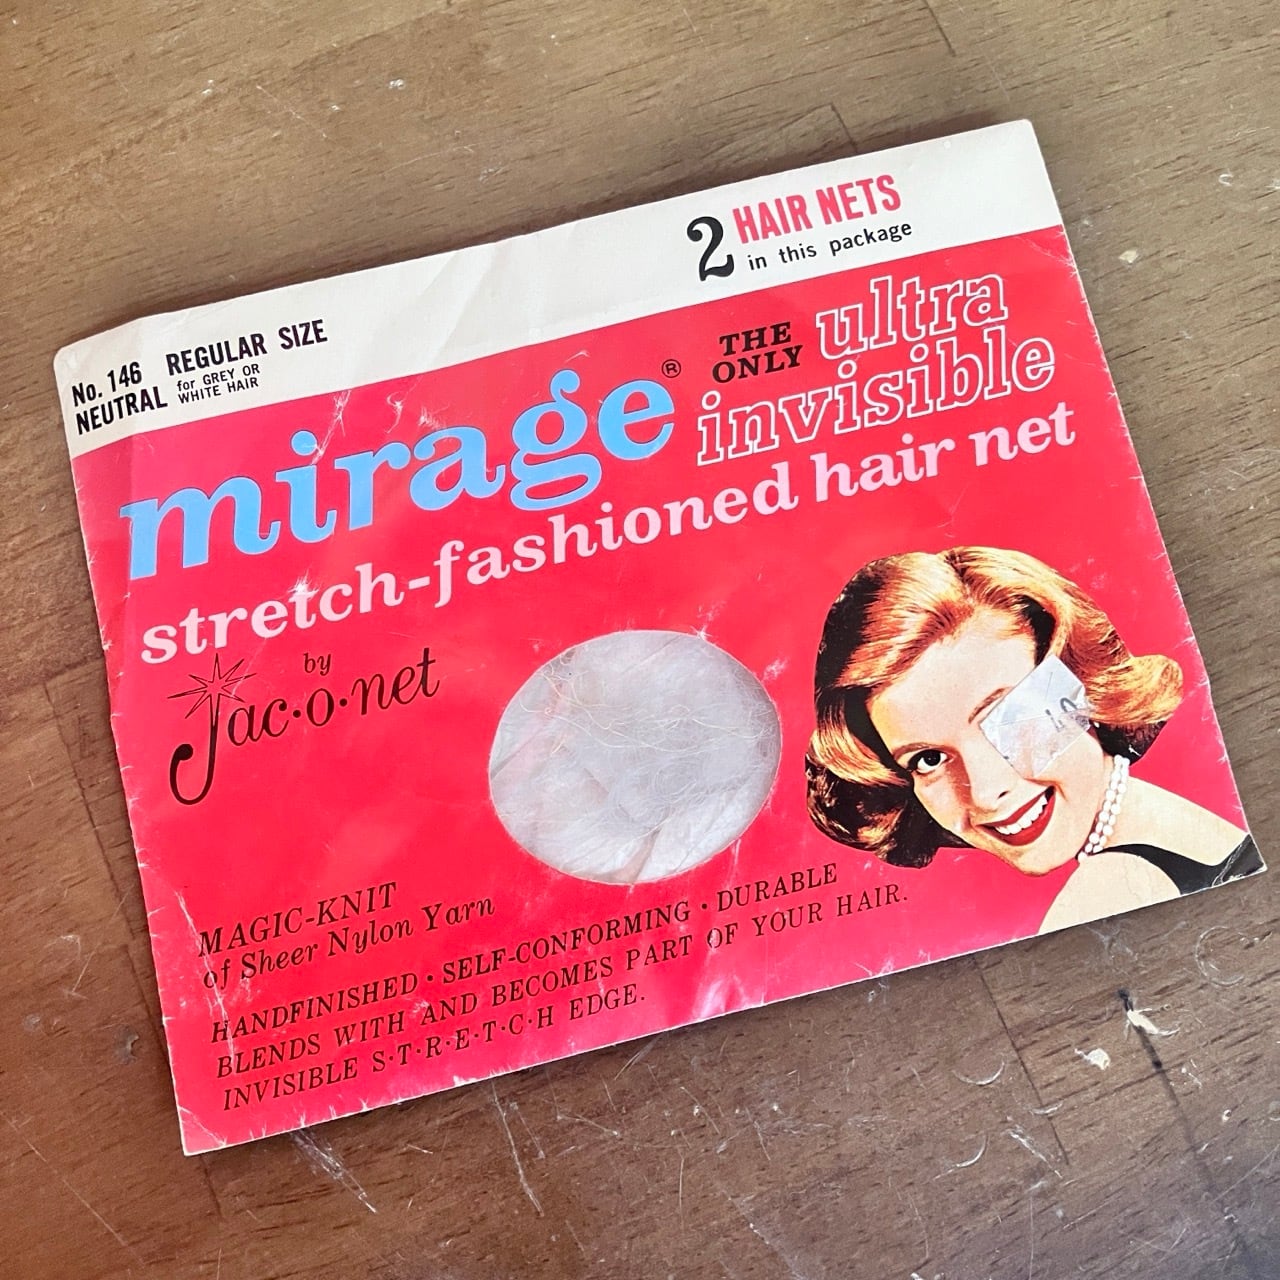 No. 146 REGULAR SIZE
NEUTRAL for GREY OR
WHITE HAIR
2 HAIR NETS
in this package
mirage®
THE
ONLY
ultra
invisible
stretch-fashioned hair net
by
Jac·o·net
MAGIC-KNIT
of Sheer Nylon Yarn
HANDFINISHED · SELF-CONFORMING · DURABLE
BLENDS WITH AND BECOMES PART OF YOUR HAIR.
INVISIBLE S·T·R·E·T·C·H EDGE.